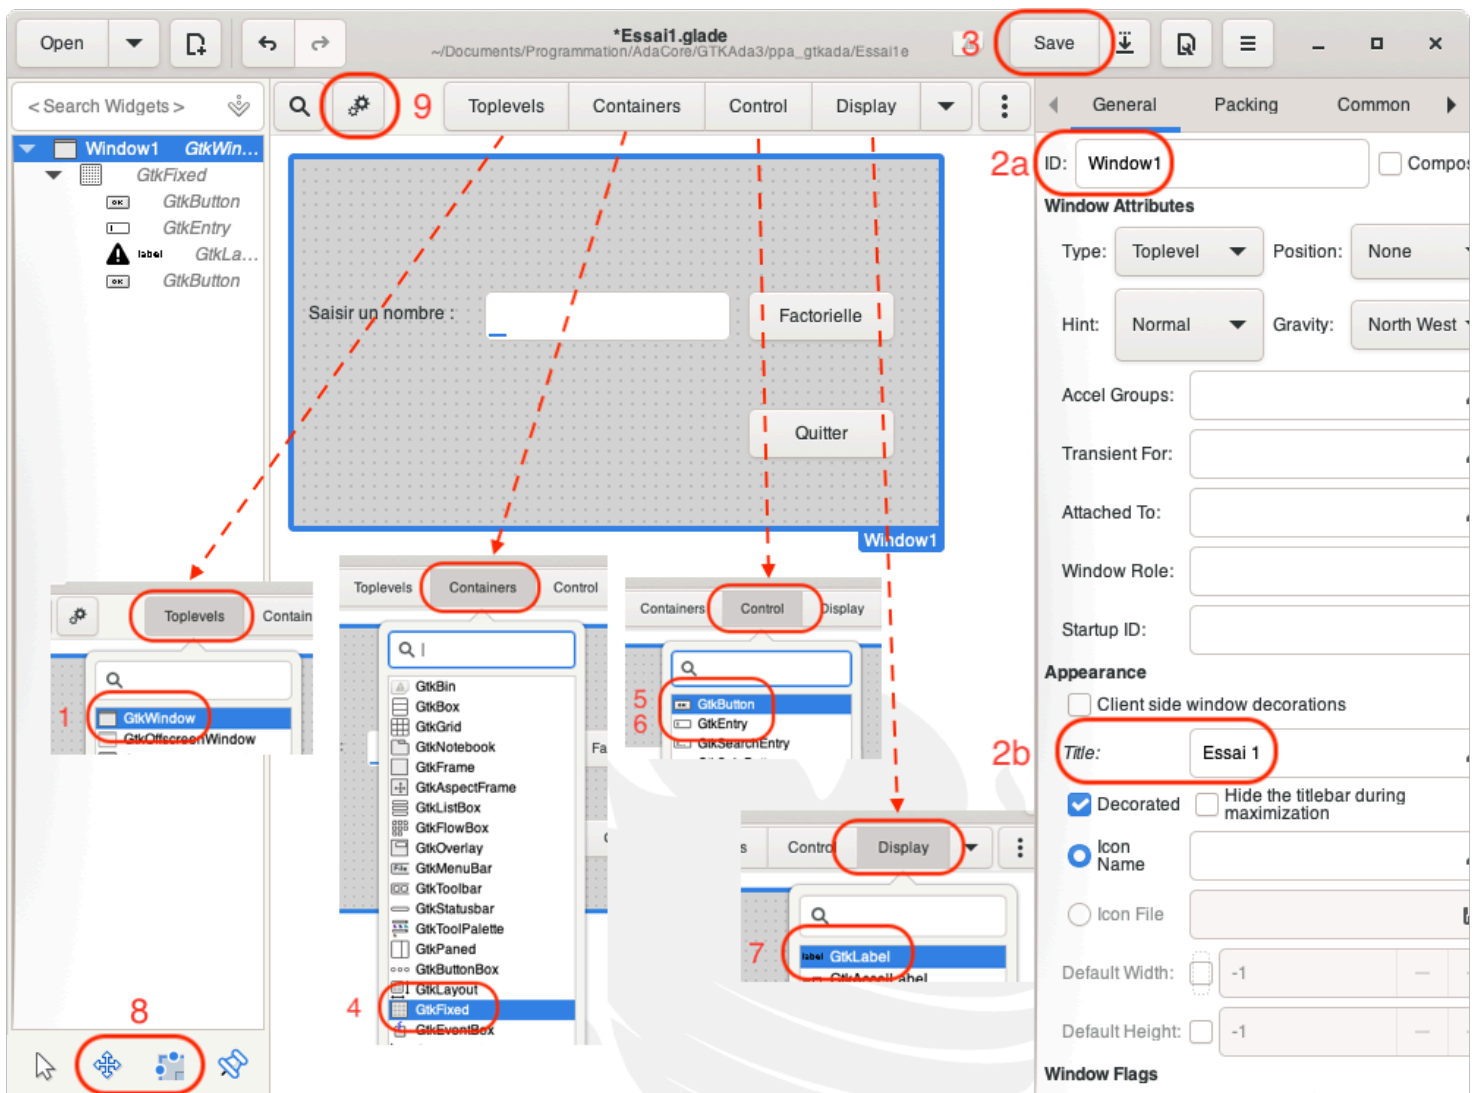 Open
*Essai1.glade
~/Documents/Programmation/AdaCore/GTKAda3/ppa_gtkada/Essai1e
3
Save
< Search Widgets >
9
Toplevels
Containers
Control
Display
General
Packing
Common
Window1 GtkWin...
GtkFixed
GtkButton
GtkEntry
label GtkLa...
GtkButton
Saisir un nombre :
Factorielle
Quitter
Window1
2a
ID: Window1
Compos
Window Attributes
Type: Toplevel
Position: None
Hint: Normal
Gravity: North West
Accel Groups:
Transient For:
Attached To:
Window Role:
Startup ID:
Appearance
Client side window decorations
2b
Title: Essai 1
Decorated
Hide the titlebar during
maximization
Icon
Name
Icon File
Default Width: -1
Default Height: -1
Window Flags
Toplevels
Contain
1
GtkWindow
GtkOffscreenWindow
Toplevels
Containers
Control
GtkBin
GtkBox
GtkGrid
GtkNotebook
GtkFrame
GtkAspectFrame
GtkListBox
GtkFlowBox
GtkOverlay
GtkMenuBar
GtkToolbar
GtkStatusbar
GtkToolPalette
GtkPaned
GtkButtonBox
GtkLayout
4
GtkFixed
GtkEventBox
Fa
Containers
Control
Display
5
GtkButton
6
GtkEntry
GtkSearchEntry
s
Control
Display
7
label GtkLabel
GtkAccelLabel
8